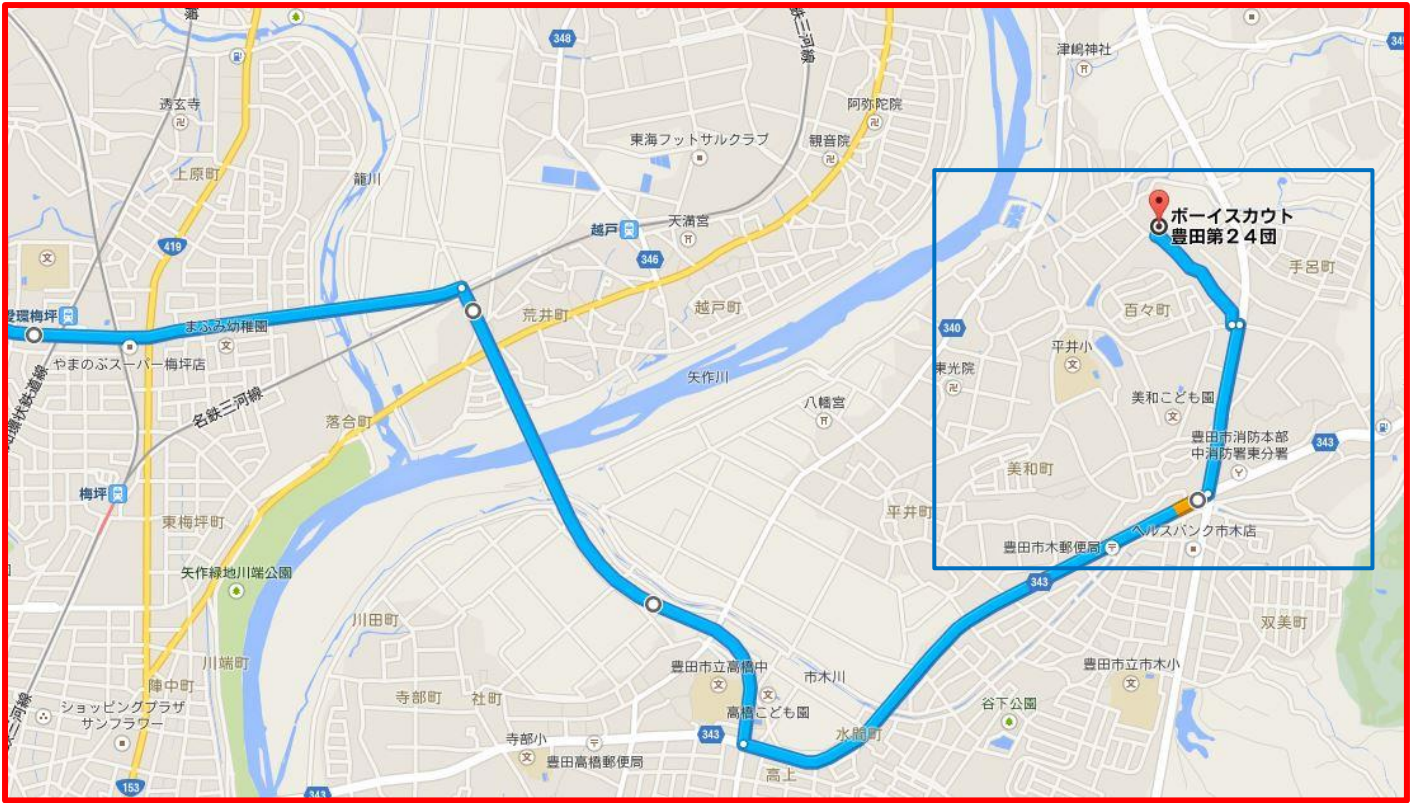 348
津嶋神社
透玄寺
阿弥陀院
東海フットサルクラブ
観音院
上原町
籠川
ボーイスカウト
豊田第24団
天満宮
越戸
419
346
手呂町
越戸町
百々町
愛環梅坪
まふみ幼稚園
荒井町
340
平井小
やまのぶスーパー梅坪店
東光院
矢作川
名鉄三河線
美和こども園
八幡宮
落合町
豊田市消防本部
中消防署東分署
343
美和町
梅坪
平井町
東梅坪町
ヘルスバンク市木店
豊田市木郵便局
矢作緑地川端公園
343
川田町
双美町
川端町
豊田市立高橋中
豊田市立市木小
市木川
陣中町
寺部町
社町
谷下公園
ショッピングプラザ
サンフラワー
高橋こども園
343
水間町
寺部小
豊田高橋郵便局
高上
153
343